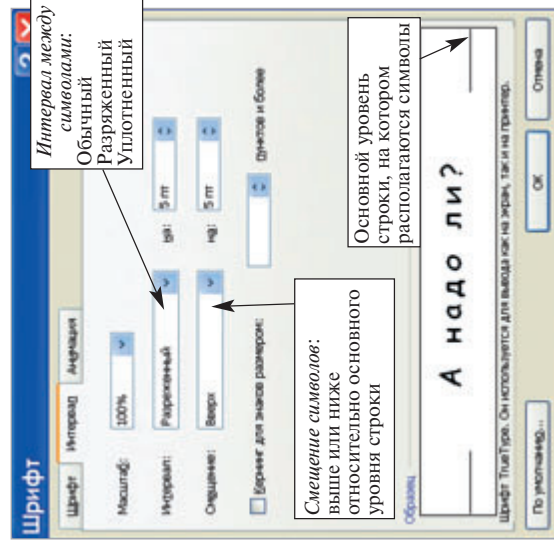 Шрифт
Шрифт Интервал Анимация
Интервал между
символами:
Обычный
Разряженный
Уплотненный
Масштаб: 100%
Интервал: Разреженный на: 5 пт
Смещение: Вверх на: 5 пт
Кернинг для знаков размером: пунктов и более
Смещение символов:
выше или ниже
относительно основного
уровня строки
Основной уровень
строки, на котором
располагаются символы
Образец
А надо ли?
Шрифт TrueType. Он используется для вывода как на экран, так и на принтер.
По умолчанию... ОК Отмена